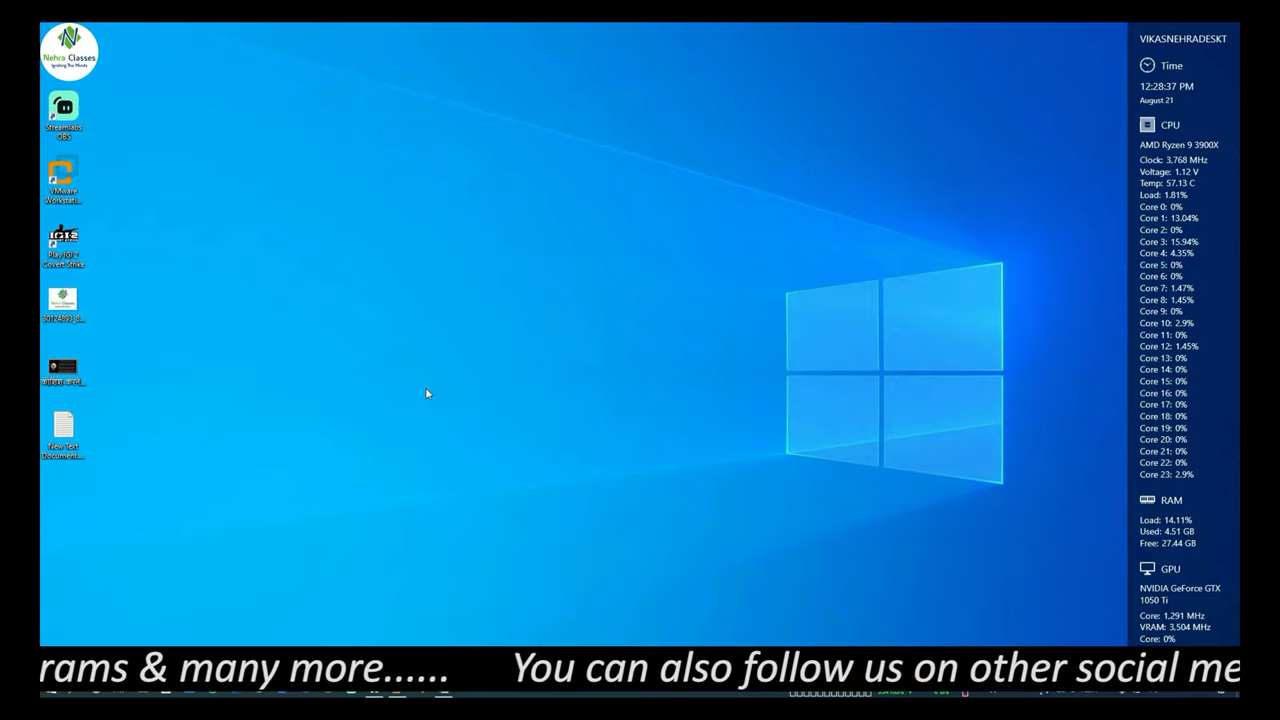 Nehra Classes
Igniting The Minds
Streamlabs
OBS
VMware
Workstati...
IGI 2
Play IGI 2
Covert Strike
30124893_8...
कोशिश करने...
New Text
Document....
VIKASNEHRADESKT
Time
12:28:37 PM
August 21
CPU
AMD Ryzen 9 3900X
Clock: 3,768 MHz
Voltage: 1.12 V
Temp: 57.13 C
Load: 1.81%
Core 0: 0%
Core 1: 13.04%
Core 2: 0%
Core 3: 15.94%
Core 4: 4.35%
Core 5: 0%
Core 6: 0%
Core 7: 1.47%
Core 8: 1.45%
Core 9: 0%
Core 10: 2.9%
Core 11: 0%
Core 12: 1.45%
Core 13: 0%
Core 14: 0%
Core 15: 0%
Core 16: 0%
Core 17: 0%
Core 18: 0%
Core 19: 0%
Core 20: 0%
Core 21: 0%
Core 22: 0%
Core 23: 2.9%
RAM
Load: 14.11%
Used: 4.51 GB
Free: 27.44 GB
GPU
NVIDIA GeForce GTX
1050 Ti
Core: 1,291 MHz
VRAM: 3,504 MHz
Core: 0%
rams & many more...... You can also follow us on other social me